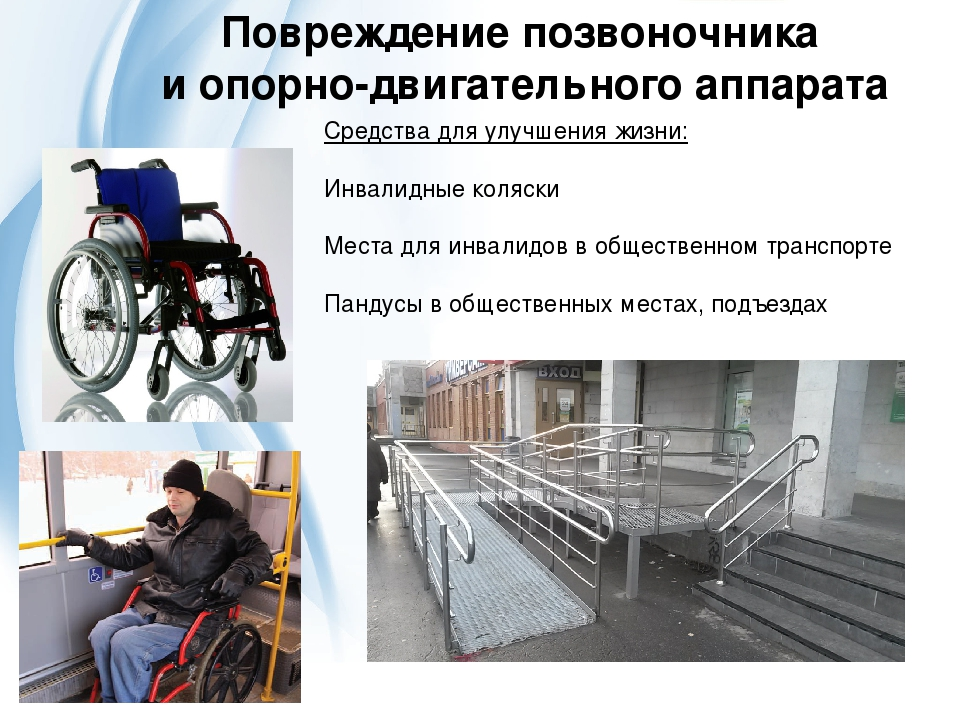 Повреждение позвоночника
и опорно-двигательного аппарата
Средства для улучшения жизни:
Инвалидные коляски
Места для инвалидов в общественном транспорте
Пандусы в общественных местах, подъездах
ВХОД